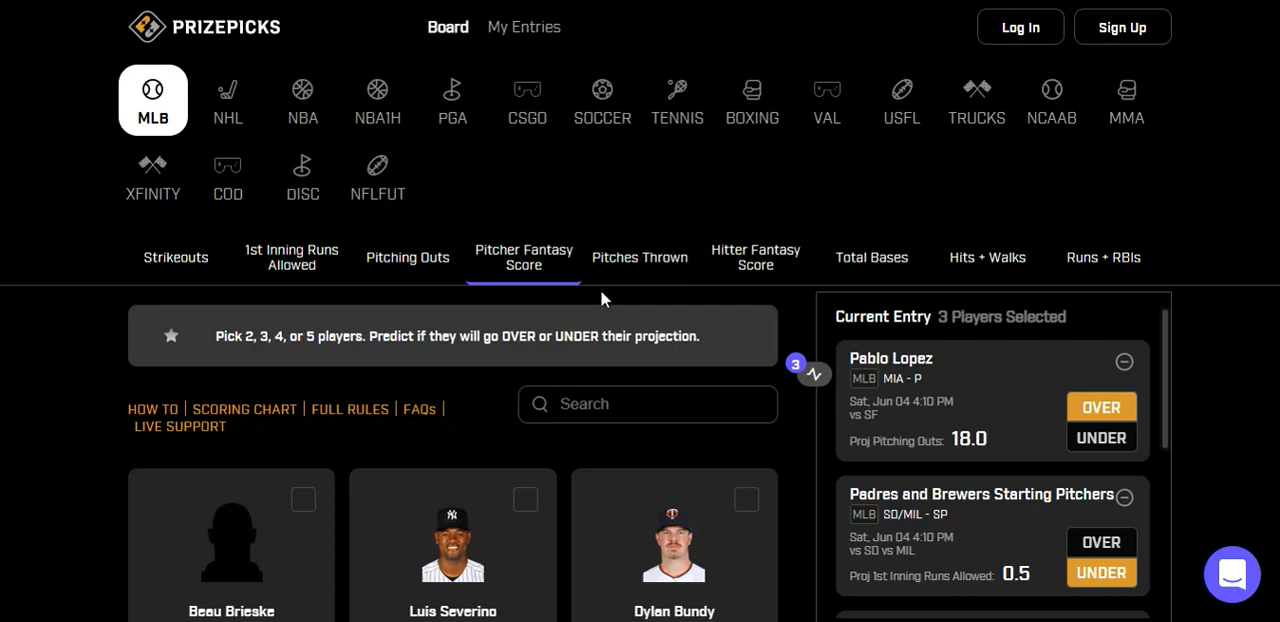 PRIZEPICKS
Board
My Entries
Log In
Sign Up
MLB
NHL
NBA
NBA1H
PGA
CSGO
SOCCER
TENNIS
BOXING
VAL
USFL
TRUCKS
NCAAB
MMA
XFINITY
COD
DISC
NFLFUT
Strikeouts
1st Inning Runs
Allowed
Pitching Outs
Pitcher Fantasy
Score
Pitches Thrown
Hitter Fantasy
Score
Total Bases
Hits + Walks
Runs + RBIs
Pick 2, 3, 4, or 5 players. Predict if they will go OVER or UNDER their projection.
HOW TO | SCORING CHART | FULL RULES | FAQs |
LIVE SUPPORT
Search
Beau Brieske
Luis Severino
Dylan Bundy
3
Current Entry 3 Players Selected
Pablo Lopez
MLB MIA - P
Sat, Jun 04 4:10 PM
vs SF
Proj Pitching Outs: 18.0
OVER
UNDER
Padres and Brewers Starting Pitchers
MLB SD/MIL - SP
Sat, Jun 04 4:10 PM
vs SD vs MIL
Proj 1st Inning Runs Allowed: 0.5
OVER
UNDER